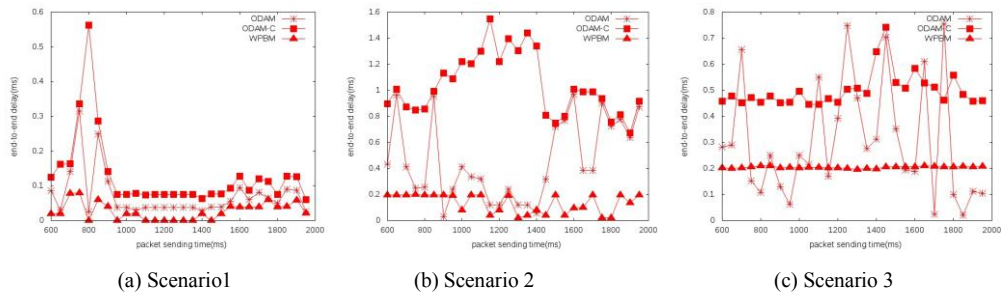 0.6
0.5
0.4
0.3
0.2
0.1
0
end-to-end delay(ms)
ODAM
ODAM-C
WPBM
600 800 1000 1200 1400 1600 1800 2000
packet sending time(ms)
(a) Scenario1
1.6
1.4
1.2
1
0.8
0.6
0.4
0.2
0
end-to-end delay(ms)
ODAM
ODAM-C
WPBM
600 800 1000 1200 1400 1600 1800 2000
packet sending time(ms)
(b) Scenario 2
0.8
0.7
0.6
0.5
0.4
0.3
0.2
0.1
0
end-to-end delay(ms)
ODAM
ODAM-C
WPBM
600 800 1000 1200 1400 1600 1800 2000
packet sending time(ms)
(c) Scenario 3